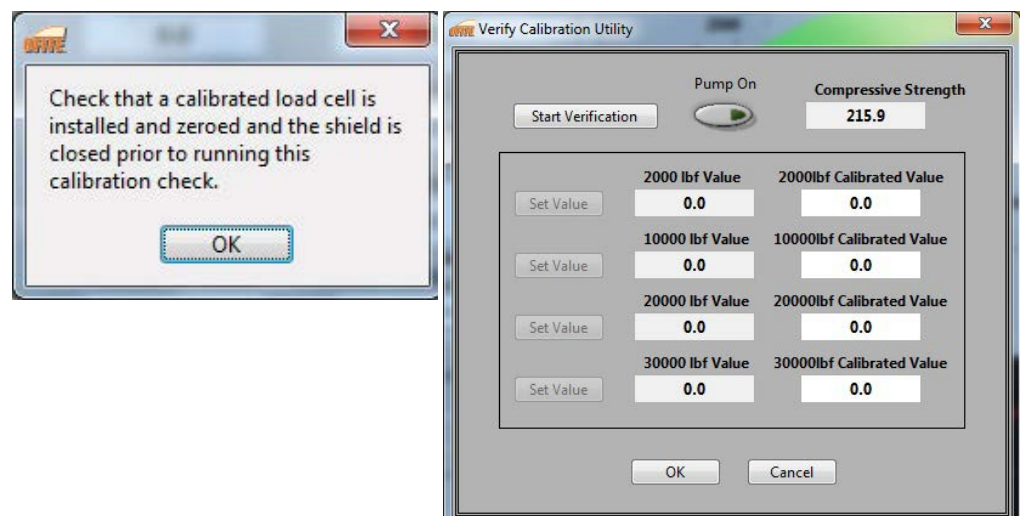 OFITE
Check that a calibrated load cell is
installed and zeroed and the shield is
closed prior to running this
calibration check.
OK
OFITE Verify Calibration Utility
Pump On
Compressive Strength
Start Verification
215.9
2000 lbf Value
2000lbf Calibrated Value
Set Value
0.0
0.0
10000 lbf Value
10000lbf Calibrated Value
Set Value
0.0
0.0
20000 lbf Value
20000lbf Calibrated Value
Set Value
0.0
0.0
30000 lbf Value
30000lbf Calibrated Value
Set Value
0.0
0.0
OK
Cancel